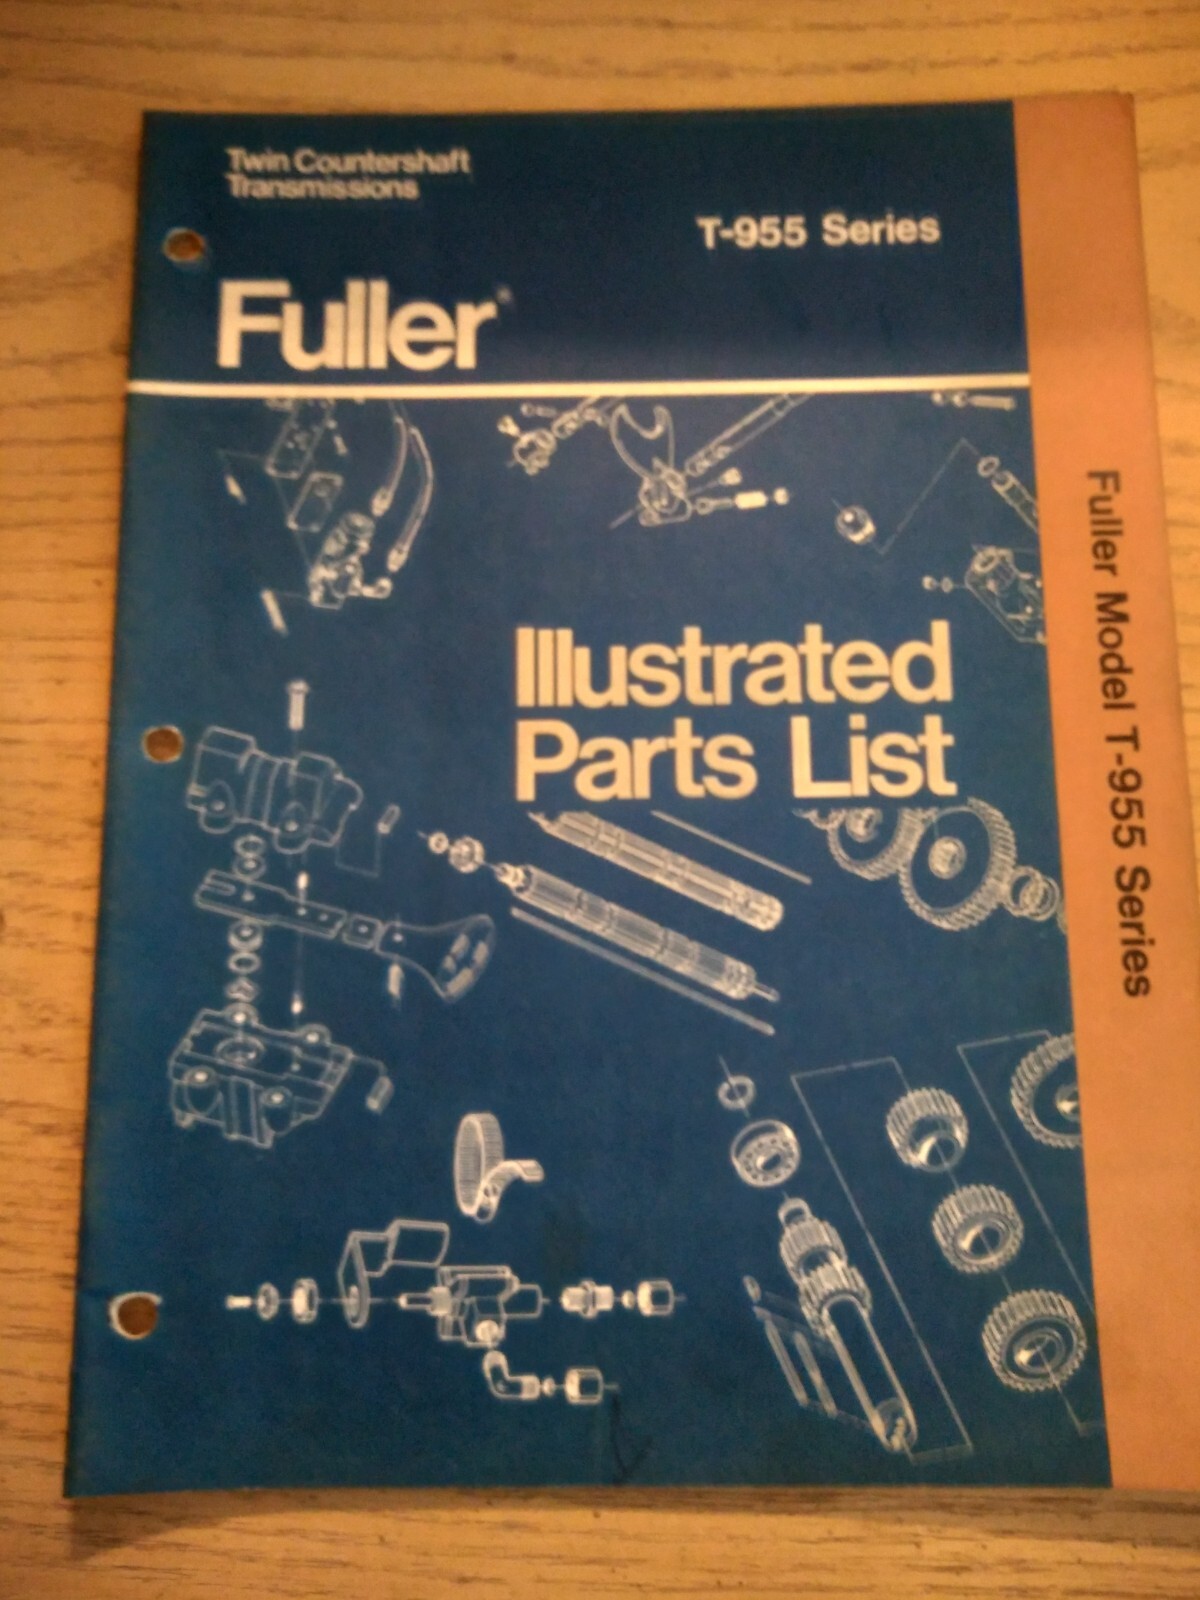 Twin Countershaft
Transmissions
T-955 Series
Fuller®
Illustrated
Parts List
Fuller Model T-955 Series